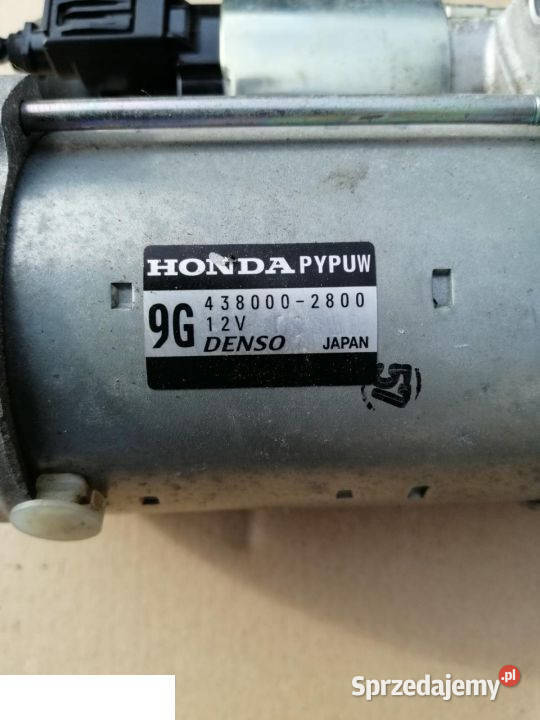 HONDA PYPUW
9G 438000-2800
12V
DENSO JAPAN
57
Sprzedajemy.pl